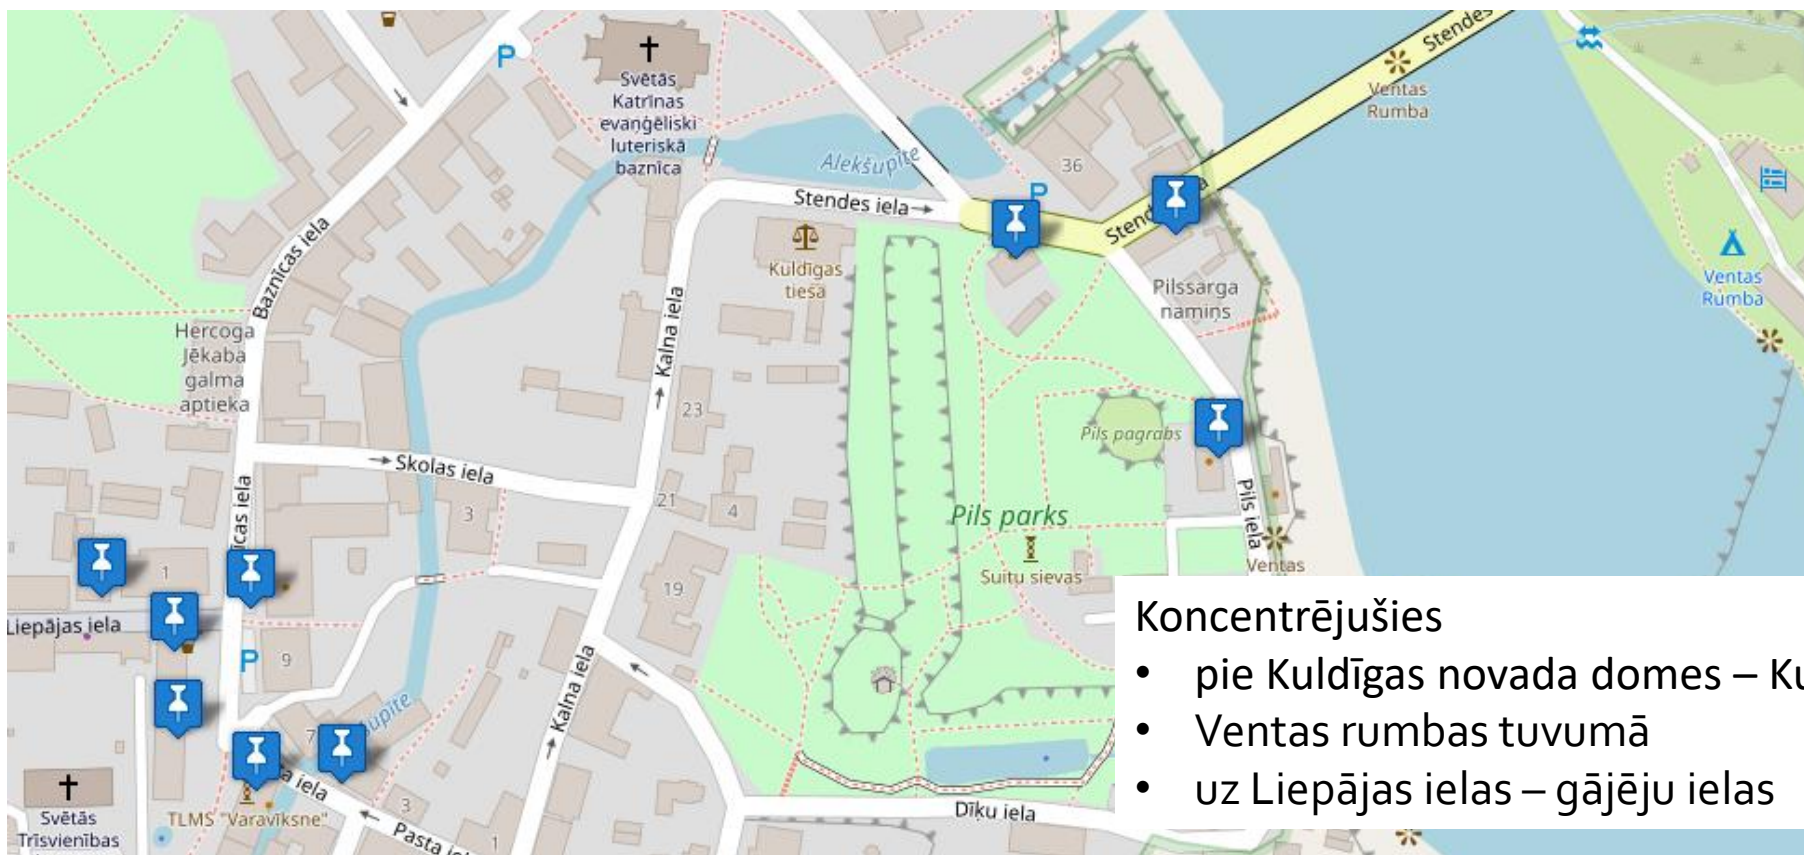 P
Svētās
Katrīnas
evaņģēliski
luteriskā
baznīca
Alekšupīte
Stendes iela
P
36
Stendes
Ventas
Rumba
Stendes iela
Kuldīgas
tiesa
Pilssarga
namiņš
Ventas
Rumba
Baznīcas iela
Hercoga
Jēkaba
galma
aptieka
Kalna iela
23
Pils pagrabs
Skolas iela
3
21
4
Pils parks
Pils iela
Suitu sievas
Ventas
1
19
Liepājas iela
P
9
Kalna iela
7
3
TLMS "Varavīksne"
Pasta
1
Svētās
Trīsvienības
Dīķu iela
Koncentrējušies
• pie Kuldīgas novada domes – Ku
• Ventas rumbas tuvumā
• uz Liepājas ielas – gājēju ielas